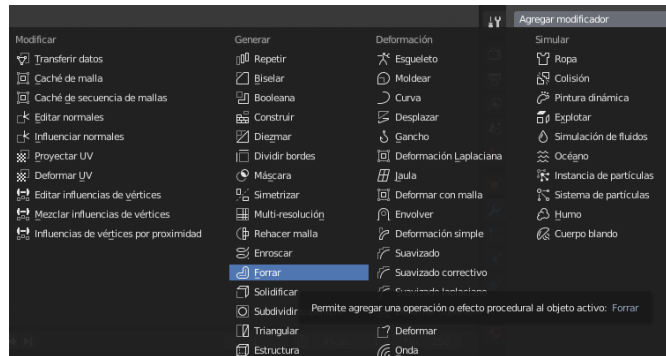 Agregar modificador
Modificar
Transferir datos
Caché de malla
Caché de secuencia de mallas
Editar normales
Influenciar normales
Proyectar UV
Deformar UV
Editar influencias de vértices
Mezclar influencias de vértices
Influencias de vértices por proximidad
Generar
Repetir
Biselar
Booleana
Construir
Diezmar
Dividir bordes
Máscara
Simetrizar
Multi-resolución
Rehacer malla
Enroscar
Forrar
Solidificar
Subdividir
Triangular
Estructura
Deformación
Esqueleto
Moldear
Curva
Desplazar
Gancho
Deformación Laplaciana
Jaula
Deformar con malla
Envolver
Deformación simple
Suavizado
Suavizado correctivo
Suavizado laplaciano
Deformar
Onda
Simular
Ropa
Colisión
Pintura dinámica
Explotar
Simulación de fluidos
Océano
Instancia de partículas
Sistema de partículas
Humo
Cuerpo blando
Permite agregar una operación o efecto procedural al objeto activo: Forrar